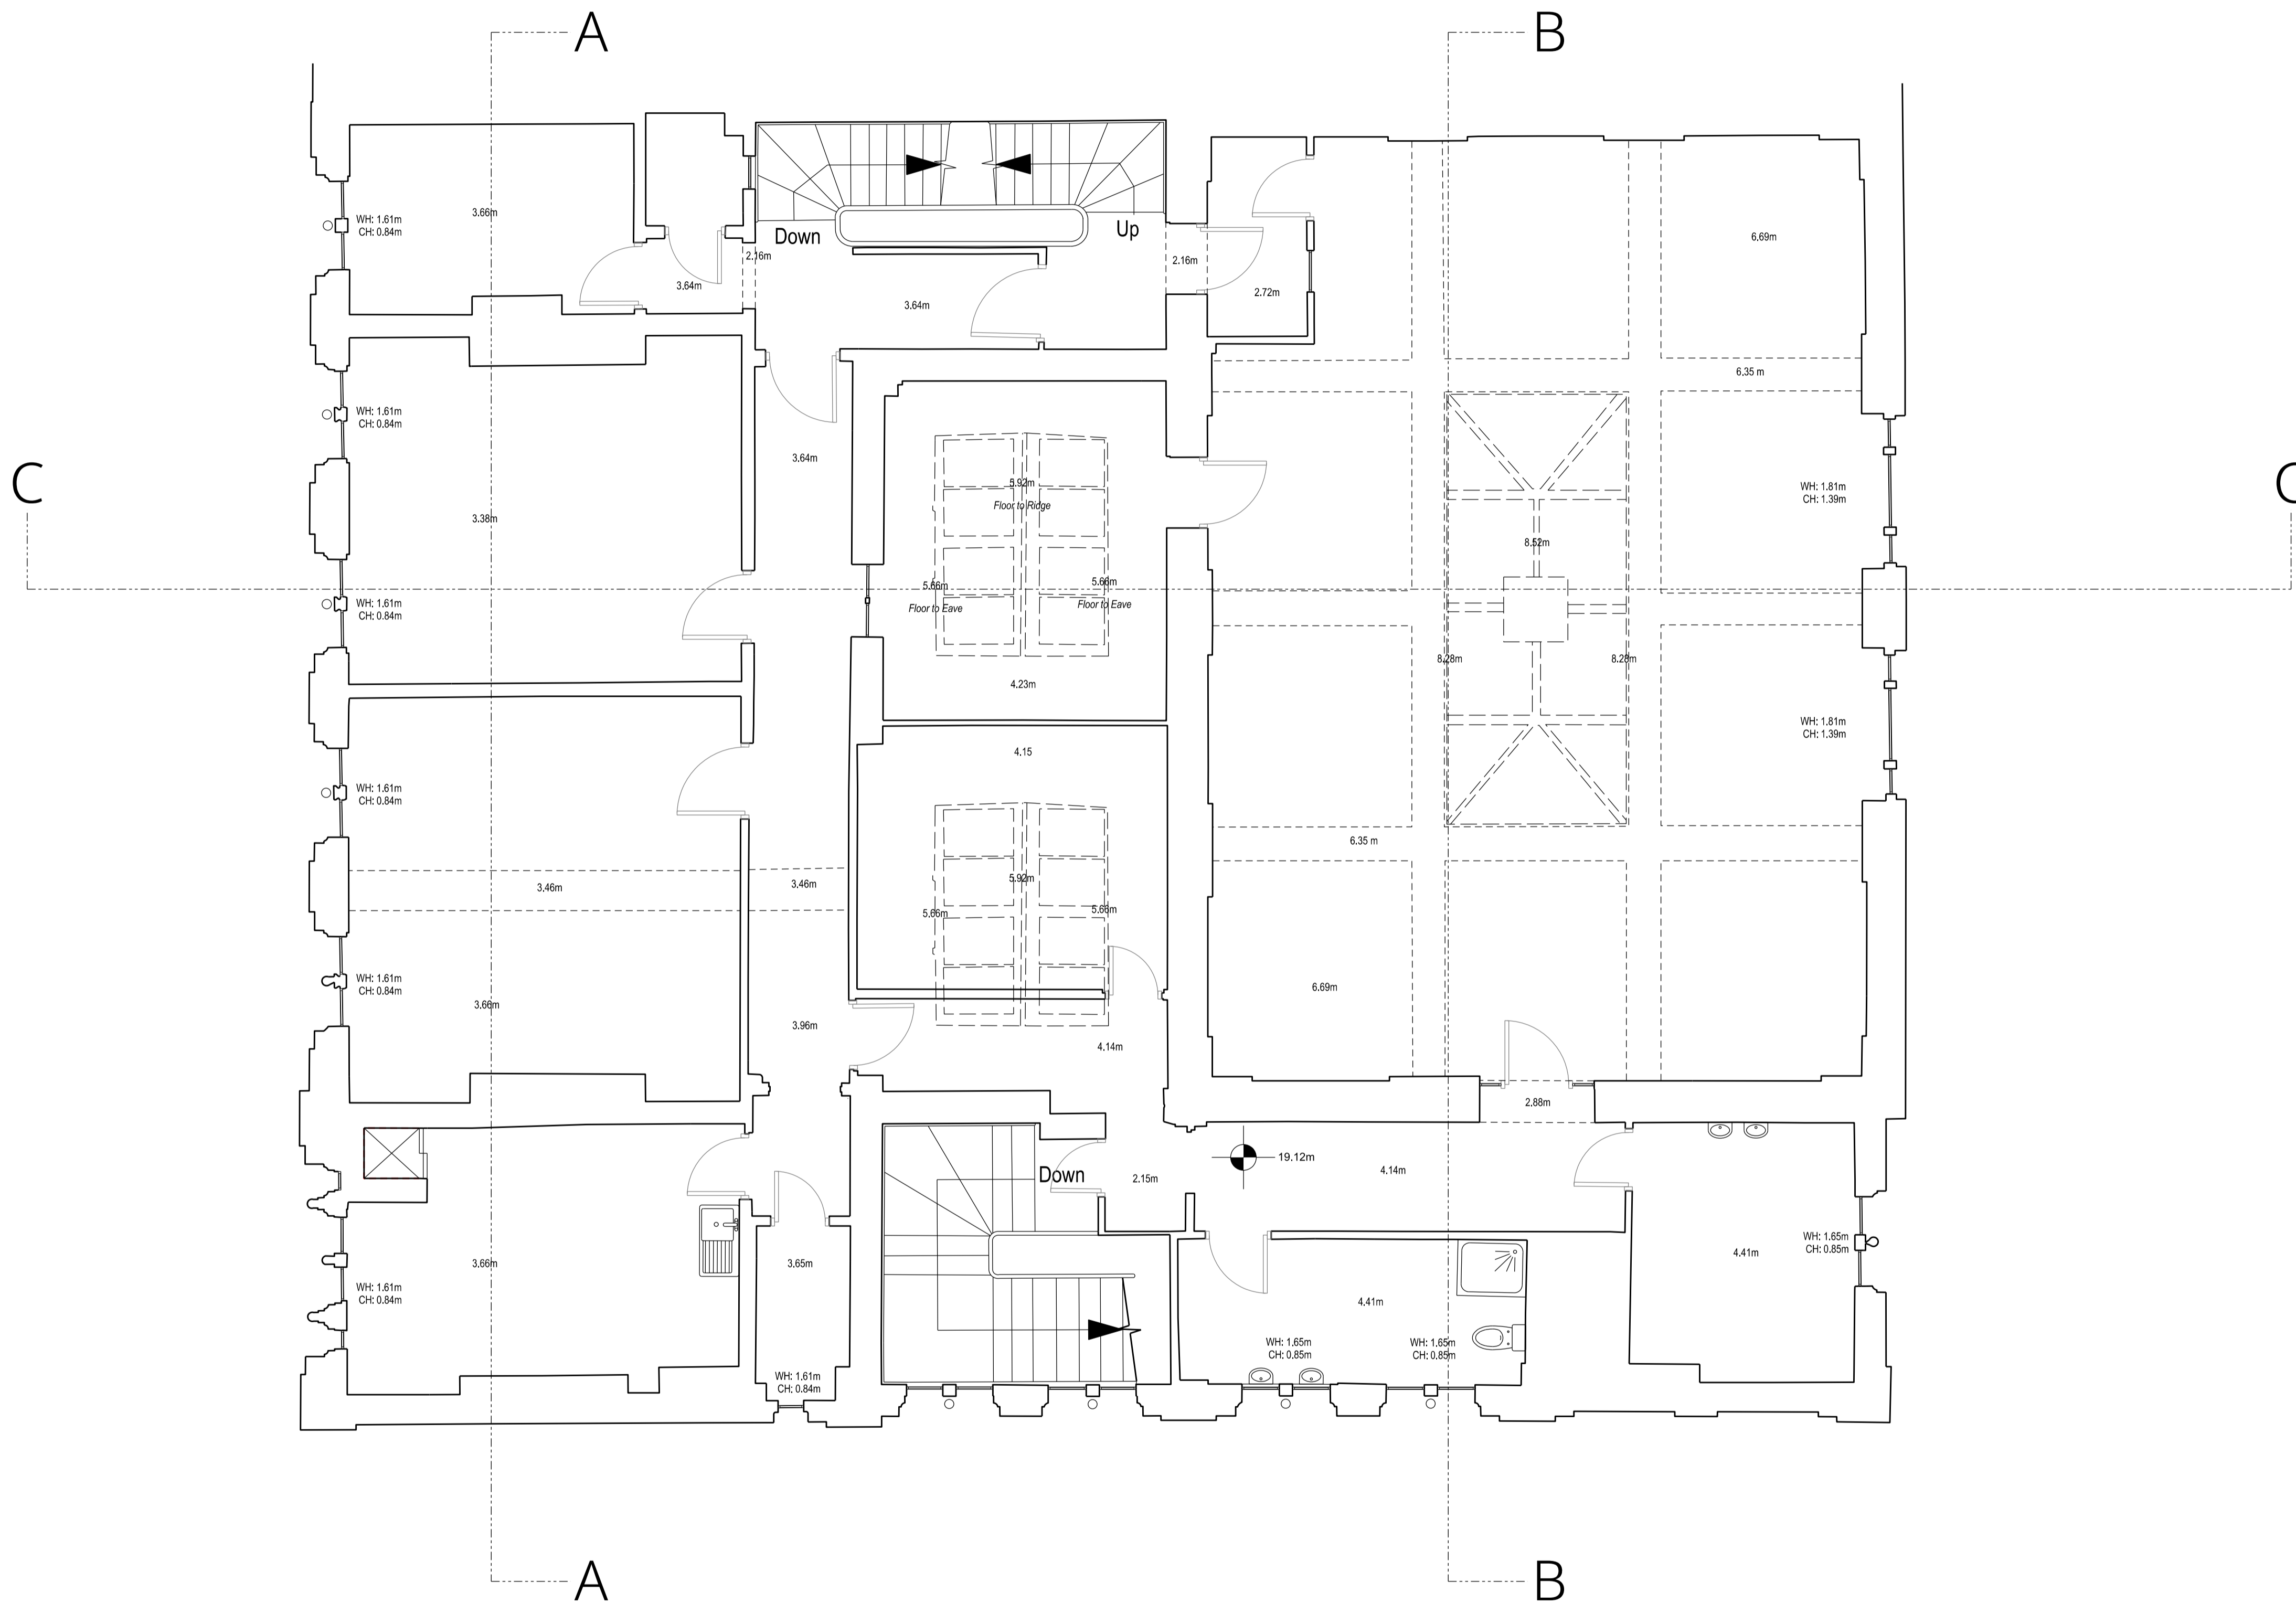 A
B
WH: 1.61m
CH: 0.84m
3.66m
Down
Up
2.16m
3.64m
3.64m
2.16m
2.72m
6.69m
6.35 m
WH: 1.61m
CH: 0.84m
3.64m
3.38m
5.92m
Floor to Ridge
WH: 1.81m
CH: 1.39m
C
C
8.52m
WH: 1.61m
CH: 0.84m
5.66m
Floor to Eave
5.66m
Floor to Eave
8.28m
8.28m
4.23m
WH: 1.81m
CH: 1.39m
4.15
WH: 1.61m
CH: 0.84m
6.35 m
3.46m
3.46m
5.92m
5.66m
5.66m
WH: 1.61m
CH: 0.84m
3.66m
6.69m
3.96m
4.14m
2.88m
19.12m
Down
2.15m
4.14m
WH: 1.65m
CH: 0.85m
4.41m
3.66m
3.65m
WH: 1.61m
CH: 0.84m
4.41m
WH: 1.65m
CH: 0.85m
WH: 1.65m
CH: 0.85m
WH: 1.61m
CH: 0.84m
A
B